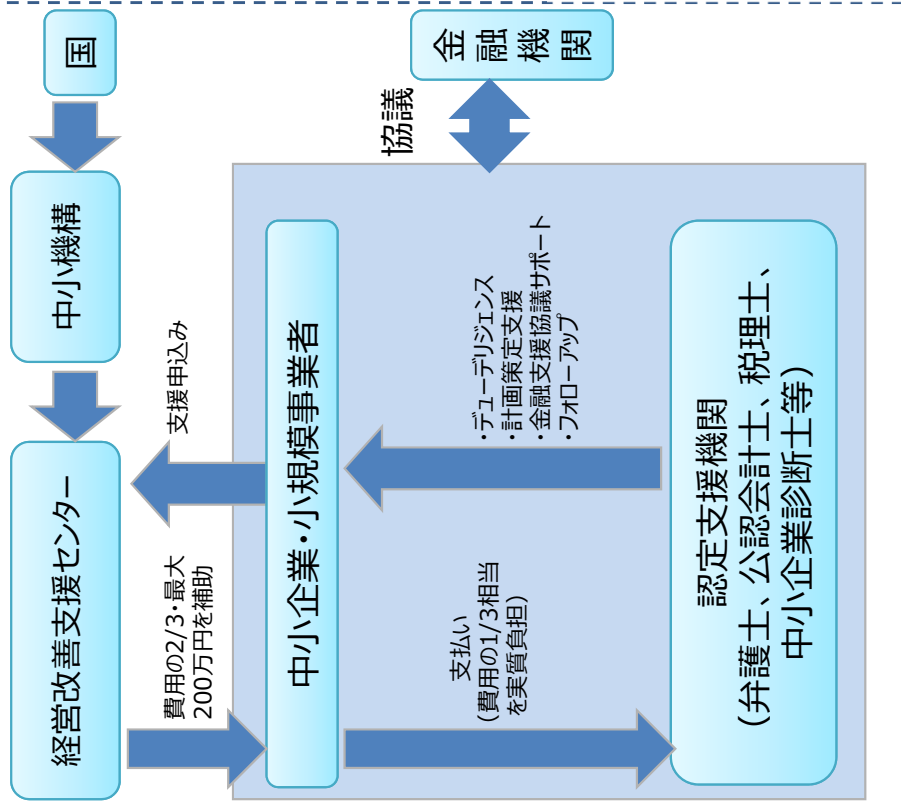 国
中小機構
経営改善支援センター
金融機関
協議
支援申込み
費用の2/3・最大
200万円を補助
中小企業・小規模事業者
・デューデリジェンス
・計画策定支援
・金融支援協議サポート
・フォローアップ
支払い
(費用の1/3相当
を実質負担)
認定支援機関
(弁護士、公認会計士、税理士、
中小企業診断士等)